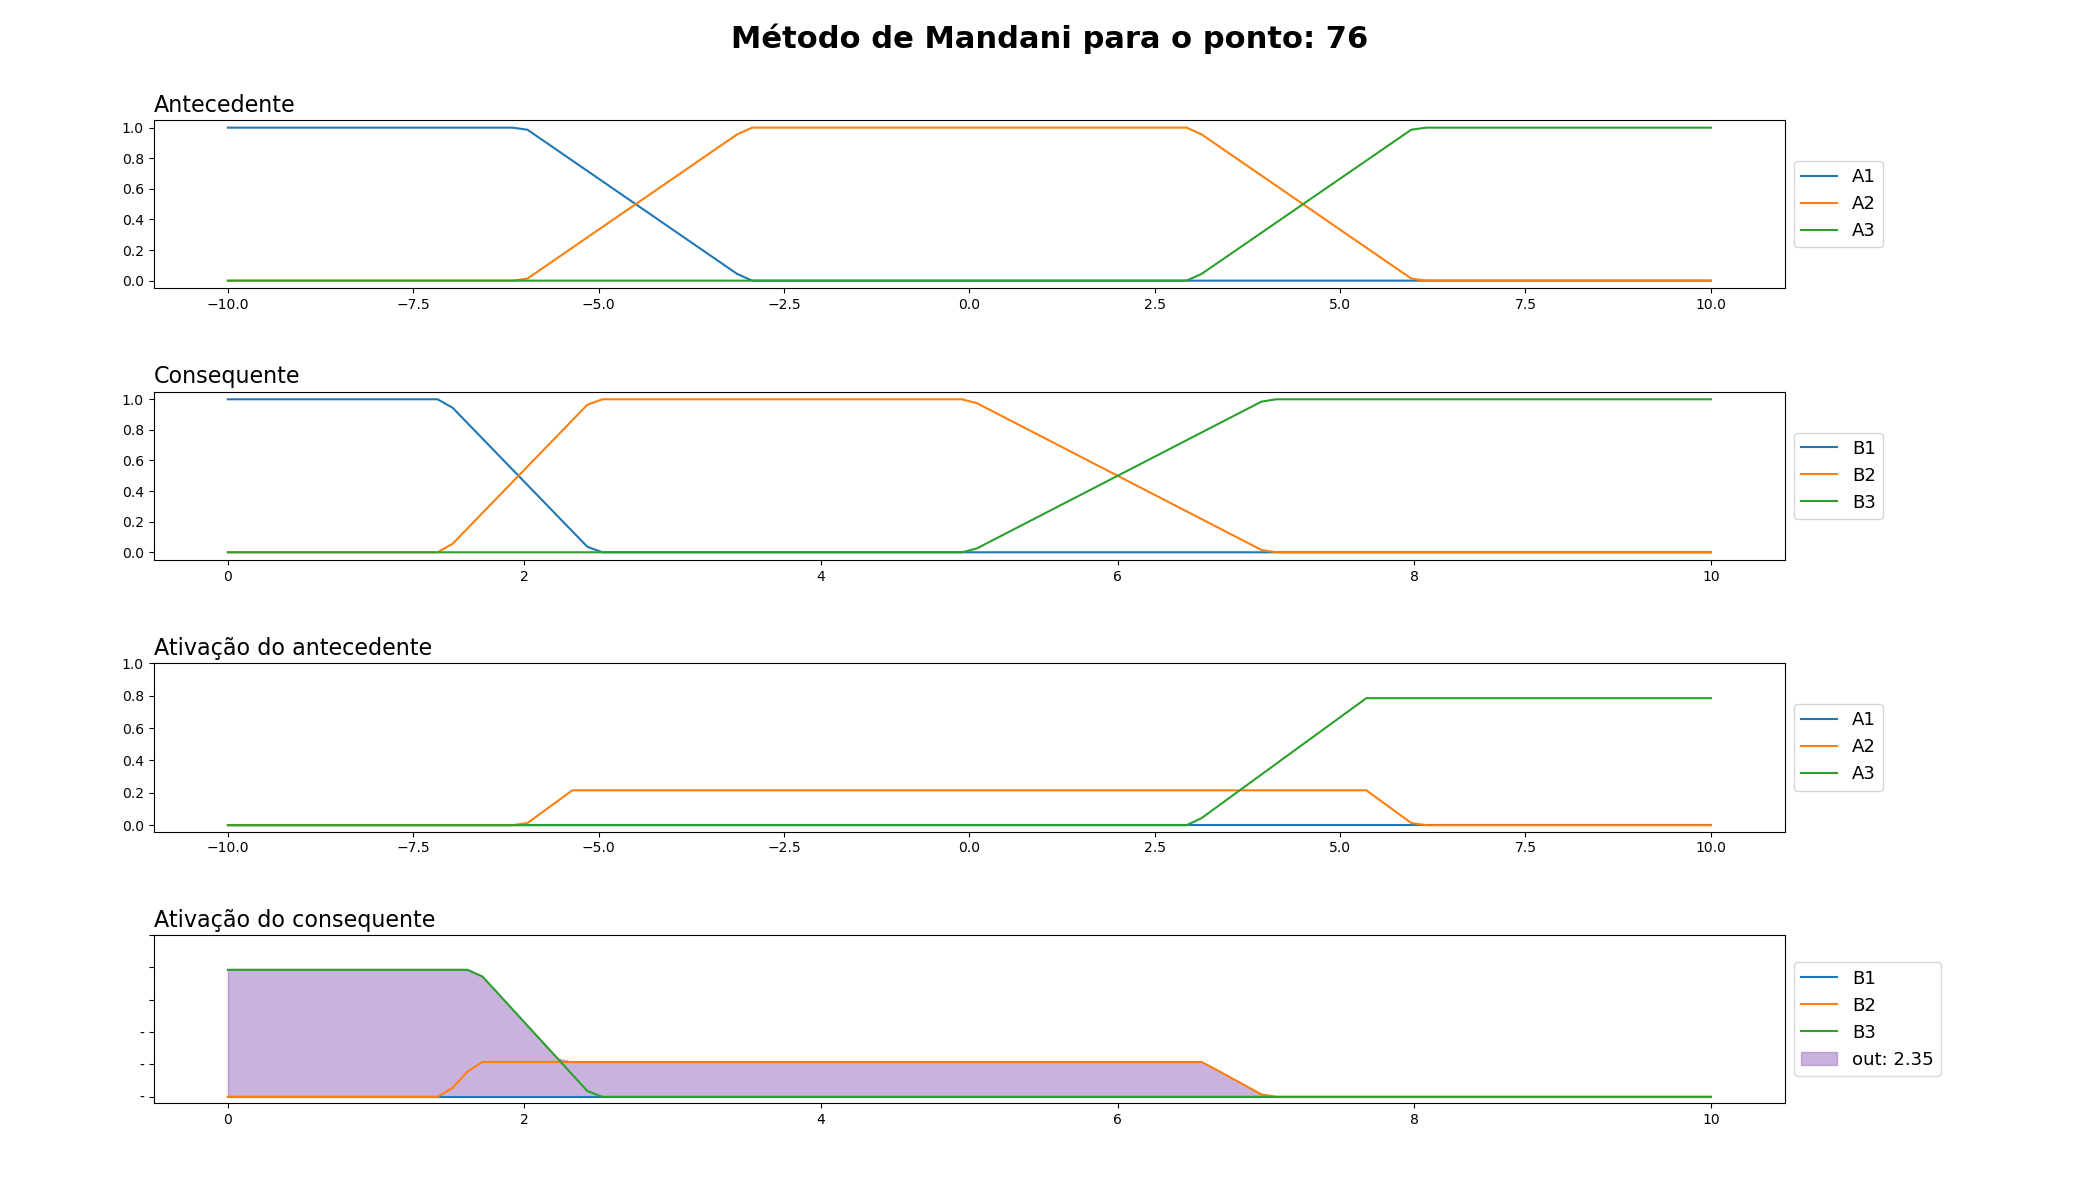 Método de Mandani para o ponto: 76
Antecedente
1.0
0.8
0.6
0.4
0.2
0.0
−10.0 −7.5 −5.0 −2.5 0.0 2.5 5.0 7.5 10.0
A1
A2
A3
Consequente
1.0
0.8
0.6
0.4
0.2
0.0
0 2 4 6 8 10
B1
B2
B3
Ativação do antecedente
1.0
0.8
0.6
0.4
0.2
0.0
−10.0 −7.5 −5.0 −2.5 0.0 2.5 5.0 7.5 10.0
A1
A2
A3
Ativação do consequente
-
-
-
0 2 4 6 8 10
B1
B2
B3
out: 2.35